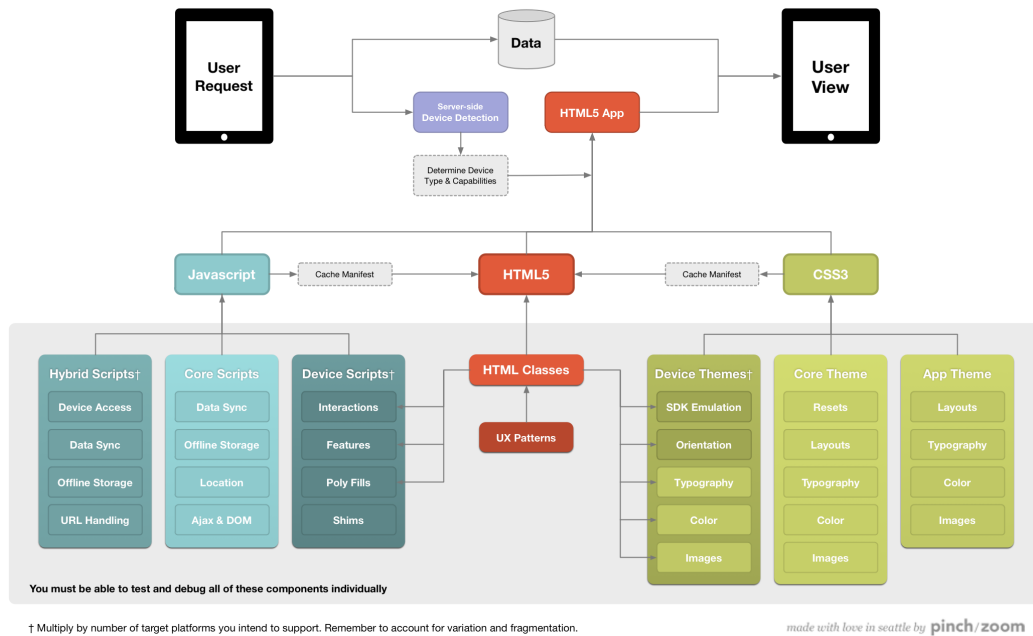 User
Request
Data
User
View
Server-side
Device Detection
HTML5 App
Determine Device
Type & Capabilities
Javascript
Cache Manifest
HTML5
Cache Manifest
CSS3
Hybrid Scripts†
Device Access
Data Sync
Offline Storage
URL Handling
Core Scripts
Data Sync
Offline Storage
Location
Ajax & DOM
Device Scripts†
Interactions
Features
Poly Fills
Shims
HTML Classes
UX Patterns
Device Themes†
SDK Emulation
Orientation
Typography
Color
Images
Core Theme
Resets
Layouts
Typography
Color
Images
App Theme
Layouts
Typography
Color
Images
You must be able to test and debug all of these components individually
† Multiply by number of target platforms you intend to support. Remember to account for variation and fragmentation.
made with love in seattle by pinch/zoom